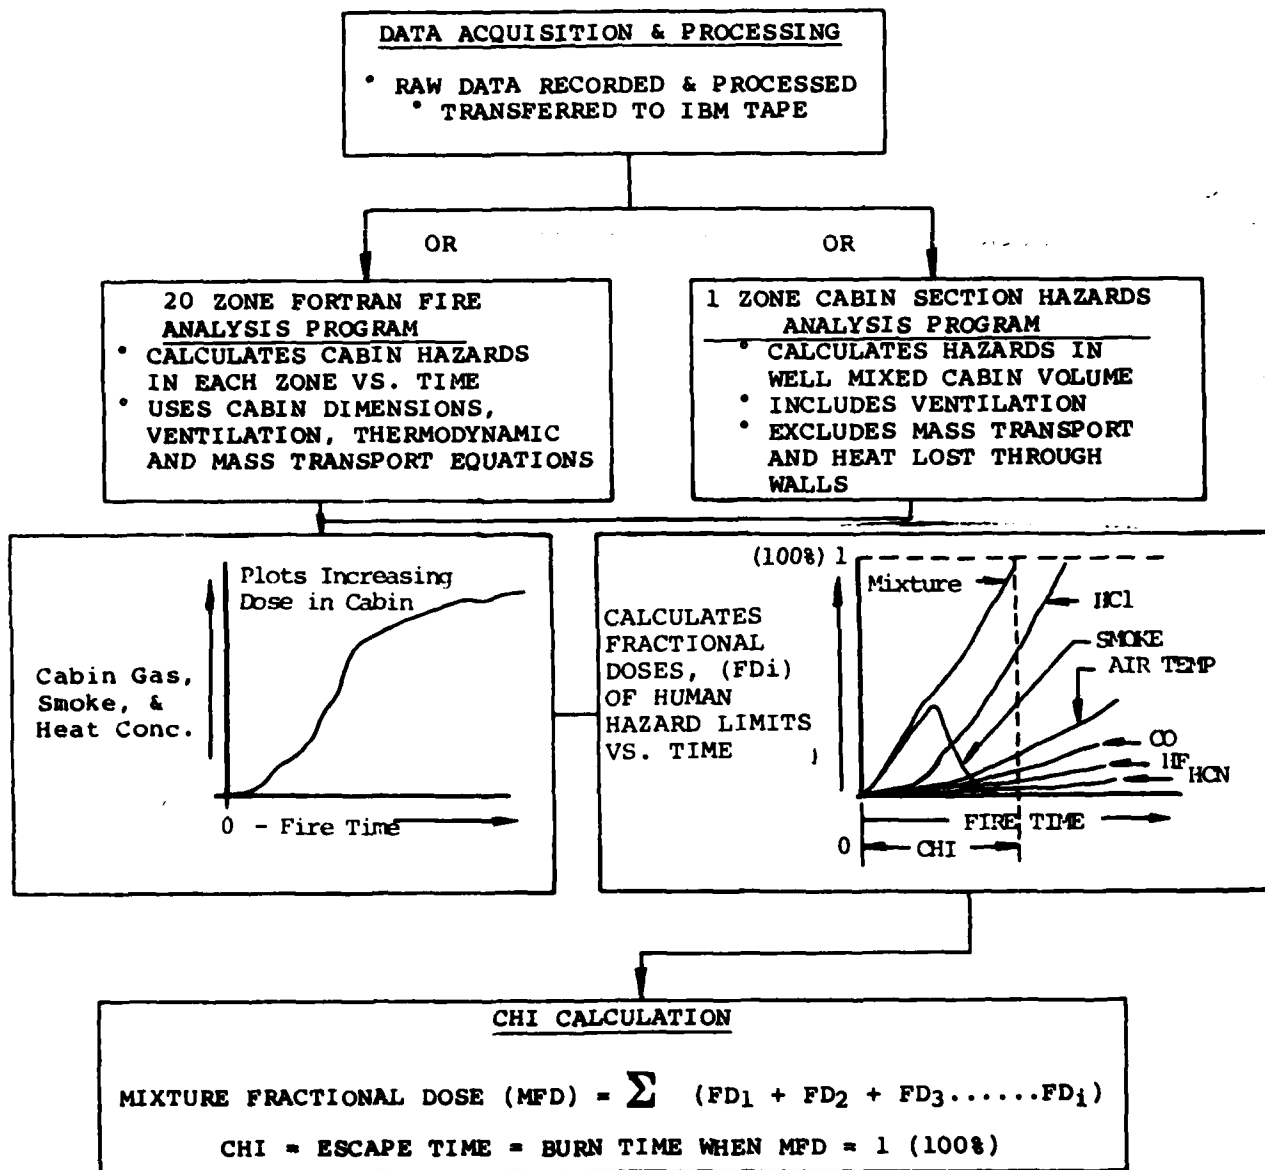 DATA ACQUISITION & PROCESSING
• RAW DATA RECORDED & PROCESSED
• TRANSFERRED TO IBM TAPE
OR
OR
20 ZONE FORTRAN FIRE
ANALYSIS PROGRAM
• CALCULATES CABIN HAZARDS
IN EACH ZONE VS. TIME
• USES CABIN DIMENSIONS,
VENTILATION, THERMODYNAMIC
AND MASS TRANSPORT EQUATIONS
1 ZONE CABIN SECTION HAZARDS
ANALYSIS PROGRAM
• CALCULATES HAZARDS IN
WELL MIXED CABIN VOLUME
• INCLUDES VENTILATION
• EXCLUDES MASS TRANSPORT
AND HEAT LOST THROUGH
WALLS
Plots Increasing
Dose in Cabin
Cabin Gas,
Smoke, &
Heat Conc.
0 - Fire Time
CALCULATES
FRACTIONAL
DOSES, (FDi)
OF HUMAN
HAZARD LIMITS
VS. TIME
(100%) 1
Mixture
HCl
SMOKE
AIR TEMP
CO
HF
HCN
FIRE TIME
0
CHI
CHI CALCULATION
MIXTURE FRACTIONAL DOSE (MFD) = Σ (FD1 + FD2 + FD3......FDi)
CHI = ESCAPE TIME = BURN TIME WHEN MFD = 1 (100%)